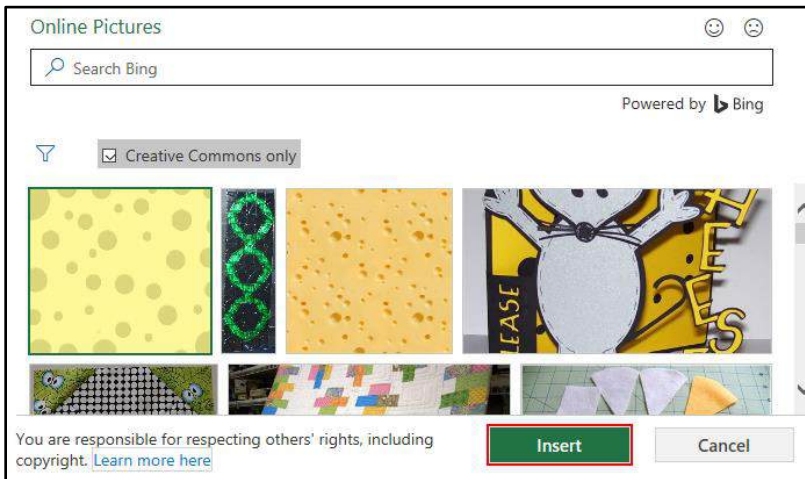 Online Pictures
Search Bing
Powered by Bing
Creative Commons only
HEES
LEASE
You are responsible for respecting others' rights, including
copyright. Learn more here
Insert
Cancel